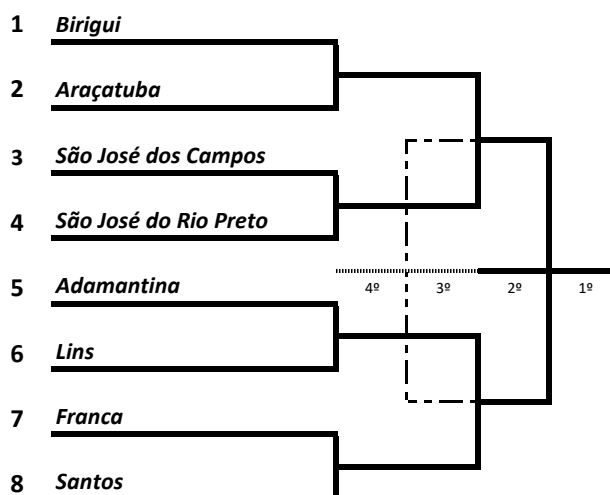 1 Birigui
2 Araçatuba
3 São José dos Campos
4 São José do Rio Preto
5 Adamantina
4º 3º 2º 1º
6 Lins
7 Franca
8 Santos